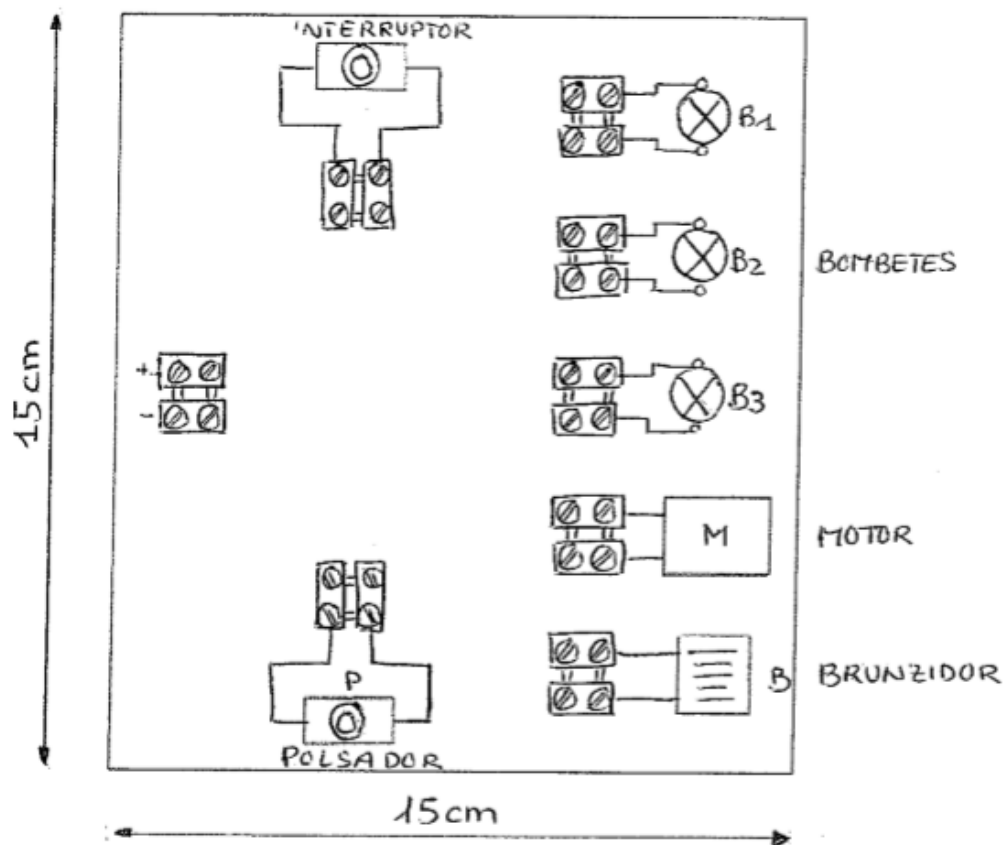 INTERRUPTOR
B1
B2
BOMBETES
+
-
B3
15cm
M
MOTOR
P
B
BRUNZIDOR
POLSADOR
15cm